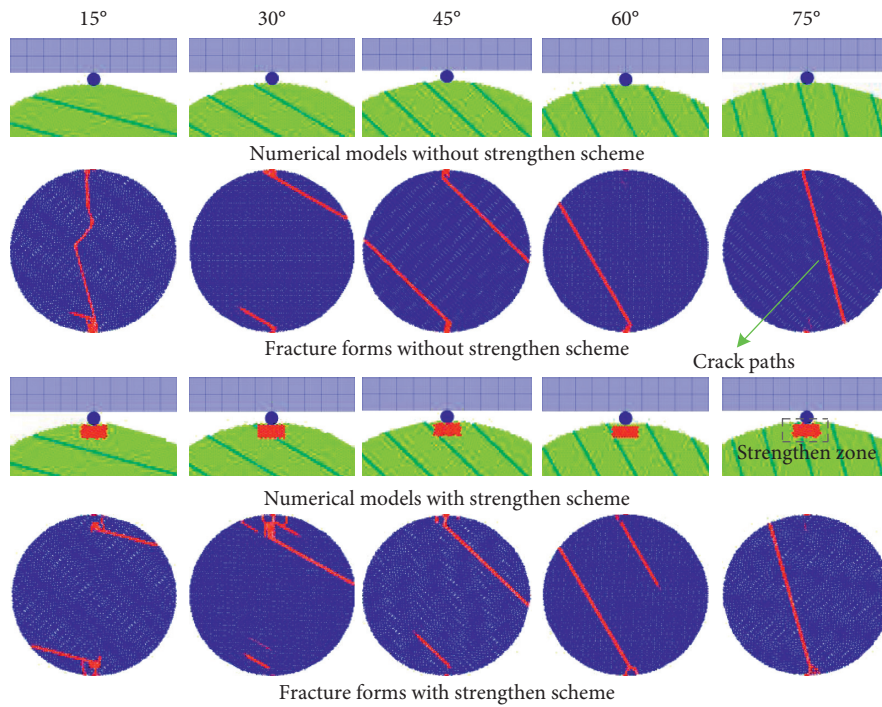 15° 30° 45° 60° 75°
Numerical models without strengthen scheme
Fracture forms without strengthen scheme
Crack paths
Strengthen zone
Numerical models with strengthen scheme
Fracture forms with strengthen scheme